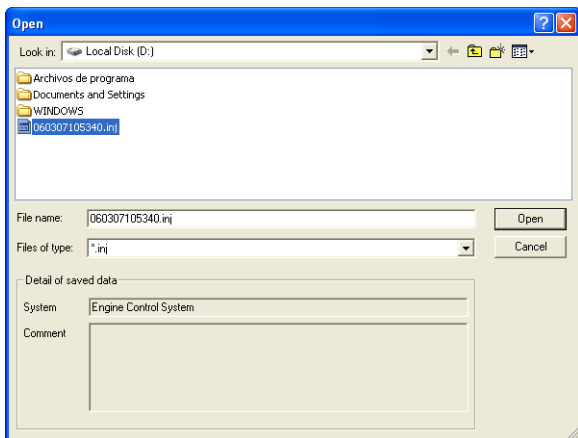 Open
Look in: Local Disk (D:)
Archivos de programa
Documents and Settings
WINDOWS
060307105340.inj
File name: 060307105340.inj Open
Files of type: *.inj Cancel
Detail of saved data
System Engine Control System
Comment